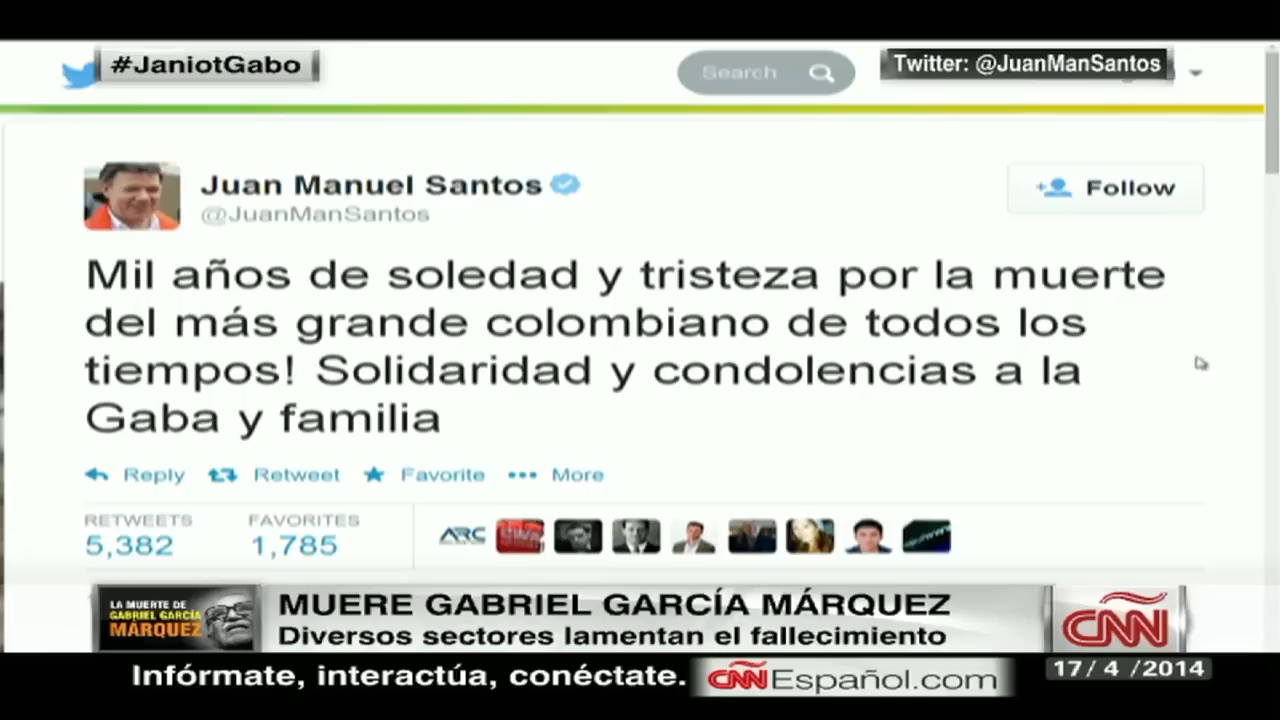 #JaniotGabo
Search
Twitter: @JuanManSantos
Juan Manuel Santos
@JuanManSantos
Follow
Mil años de soledad y tristeza por la muerte
del más grande colombiano de todos los
tiempos! Solidaridad y condolencias a la
Gaba y familia
Reply Retweet Favorite More
RETWEETS FAVORITES
5,382 1,785
ARC
LA MUERTE DE
GABRIEL GARCÍA
MÁRQUEZ
MUERE GABRIEL GARCÍA MÁRQUEZ
Diversos sectores lamentan el fallecimiento
CNN
Infórmate, interactúa, conéctate.
CNNEspañol.com
17/ 4 /2014